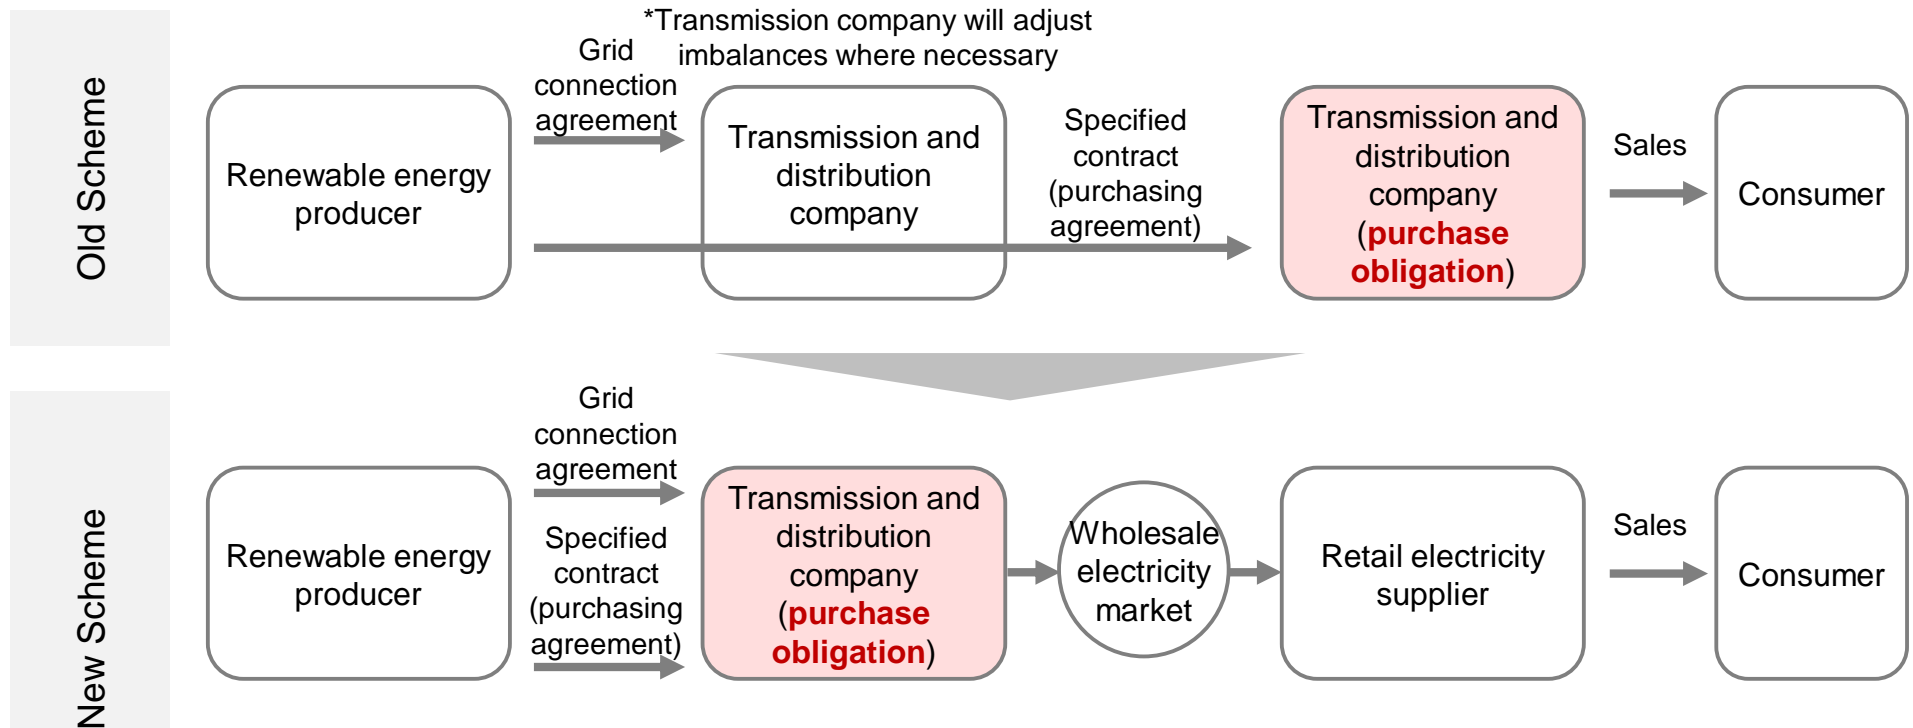 Old Scheme
*Transmission company will adjust
imbalances where necessary
Grid
connection
agreement
Renewable energy
producer
Transmission and
distribution
company
Specified
contract
(purchasing
agreement)
Transmission and
distribution
company
(purchase
obligation)
Sales
Consumer
New Scheme
Grid
connection
agreement
Renewable energy
producer
Specified
contract
(purchasing
agreement)
Transmission and
distribution
company
(purchase
obligation)
Wholesale
electricity
market
Retail electricity
supplier
Sales
Consumer